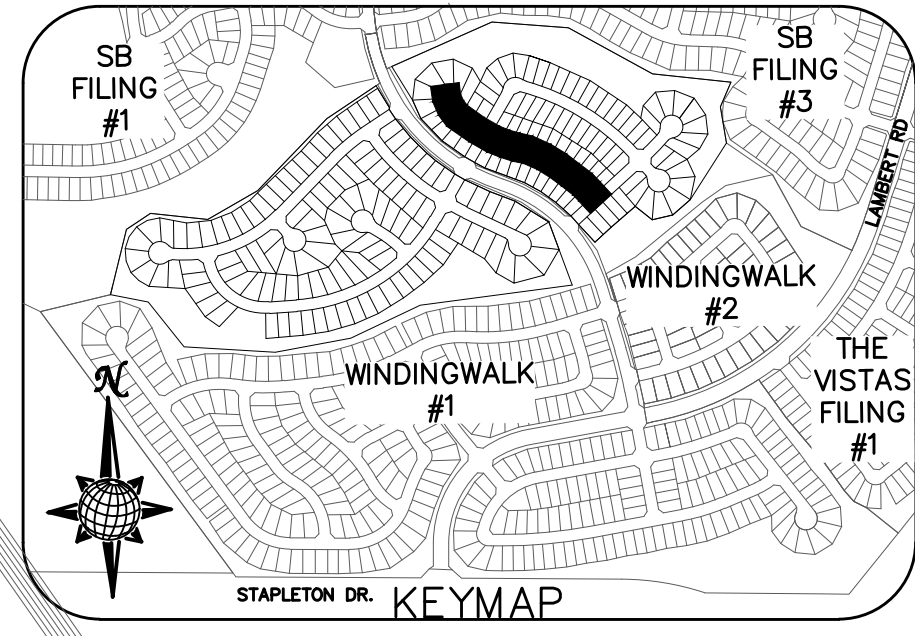 SB
FILING
#1
SB
FILING
#3
LAMBERT RD
WINDINGWALK
#2
THE
VISTAS
FILING
#1
WINDINGWALK
#1
N
STAPLETON DR.
KEYMAP